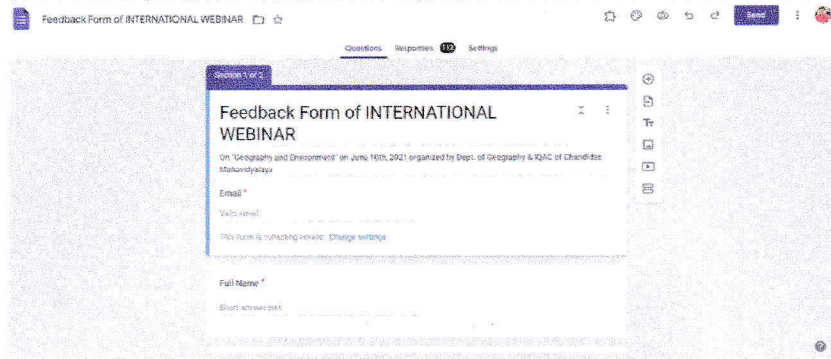 Feedback Form of INTERNATIONAL WEBINAR
Send
Questions Responses 112 Settings
Section 1 of 2
Feedback Form of INTERNATIONAL
WEBINAR
On "Geography and Environment" on June 10th, 2021 organized by Dept. of Geography & IQAC of Chandidas
Mahavidyalaya
Email *
Valid email
This form is collecting emails. Change settings
Full Name *
Short answer text